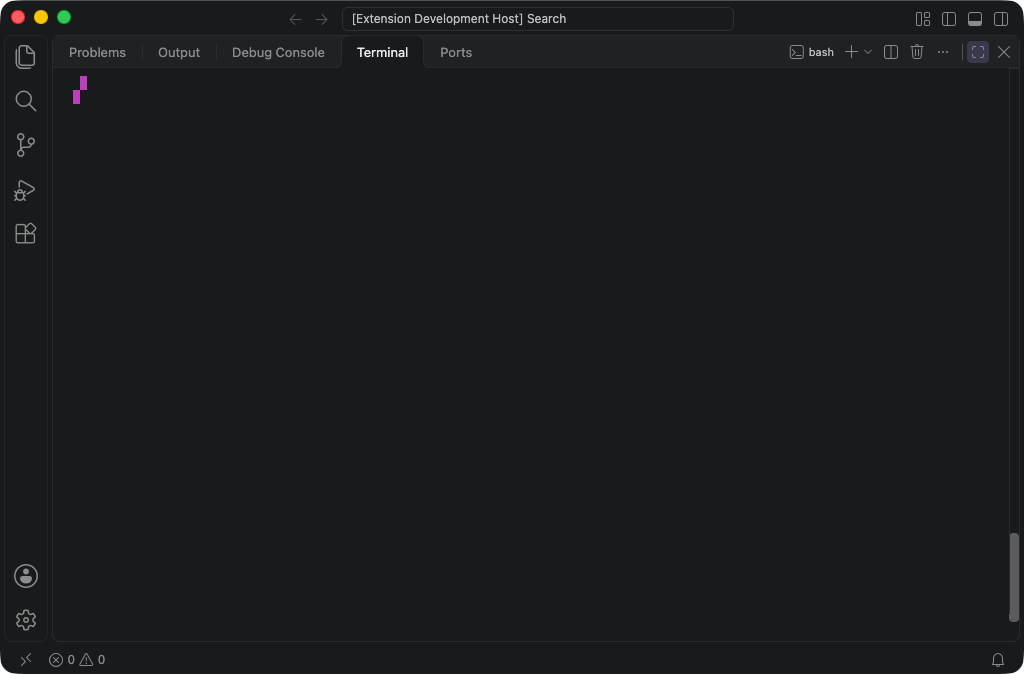 [Extension Development Host] Search
Problems Output Debug Console Terminal Ports bash
0 0